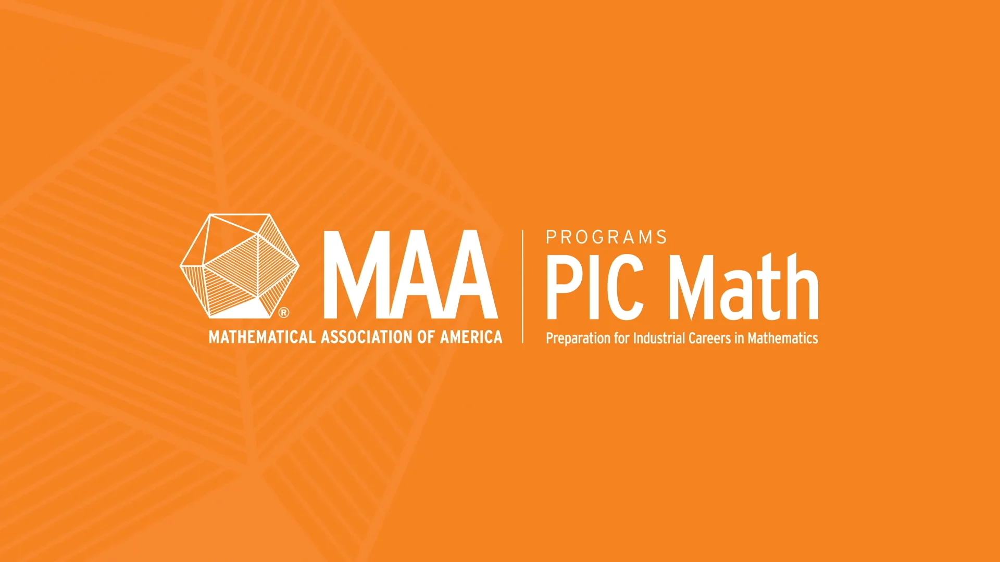 ®
MAA
MATHEMATICAL ASSOCIATION OF AMERICA
PROGRAMS
PIC Math
Preparation for Industrial Careers in Mathematics